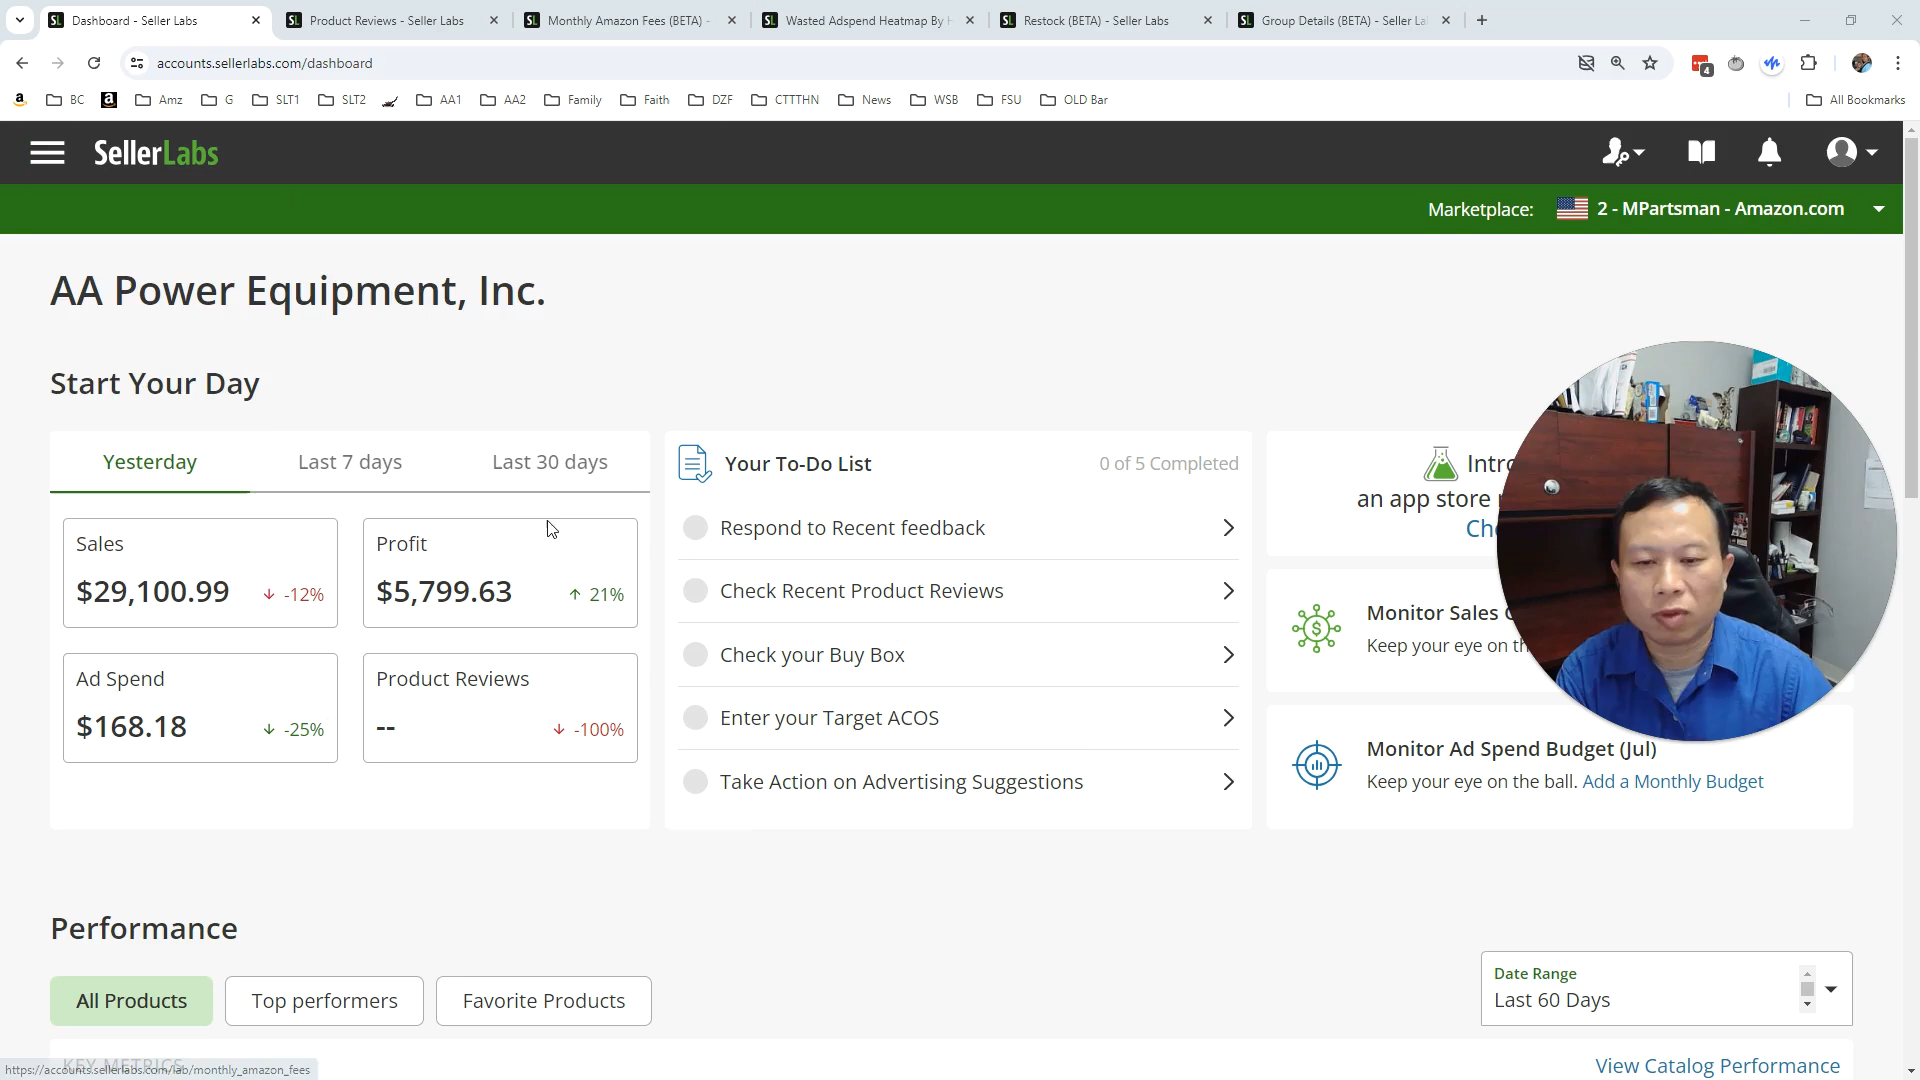 Dashboard - Seller Labs
Product Reviews - Seller Labs
Monthly Amazon Fees (BETA) -
Wasted Adspend Heatmap By H
Restock (BETA) - Seller Labs
Group Details (BETA) - Seller La
accounts.sellerlabs.com/dashboard
4
BC
Amz
G
SLT1
SLT2
AA1
AA2
Family
Faith
DZF
CTTTHN
News
WSB
FSU
OLD Bar
All Bookmarks
SellerLabs
Marketplace:
2 - MPartsman - Amazon.com
AA Power Equipment, Inc.
Start Your Day
Yesterday
Last 7 days
Last 30 days
Sales
$29,100.99
-12%
Profit
$5,799.63
21%
Ad Spend
$168.18
-25%
Product Reviews
--
-100%
Your To-Do List
0 of 5 Completed
Respond to Recent feedback
Check Recent Product Reviews
Check your Buy Box
Enter your Target ACOS
Take Action on Advertising Suggestions
Intro
an app store
Che
Monitor Sales
Keep your eye on th
Monitor Ad Spend Budget (Jul)
Keep your eye on the ball. Add a Monthly Budget
Performance
All Products
Top performers
Favorite Products
Date Range
Last 60 Days
KEY METRICS
View Catalog Performance
https://accounts.sellerlabs.com/lab/monthly_amazon_fees